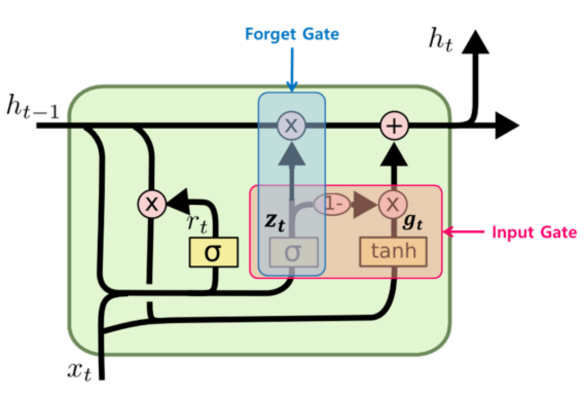 Forget Gate
h_t
h_{t-1}
x + 
x r_t z_t 1- x g_t
σ σ tanh
Input Gate
x_t